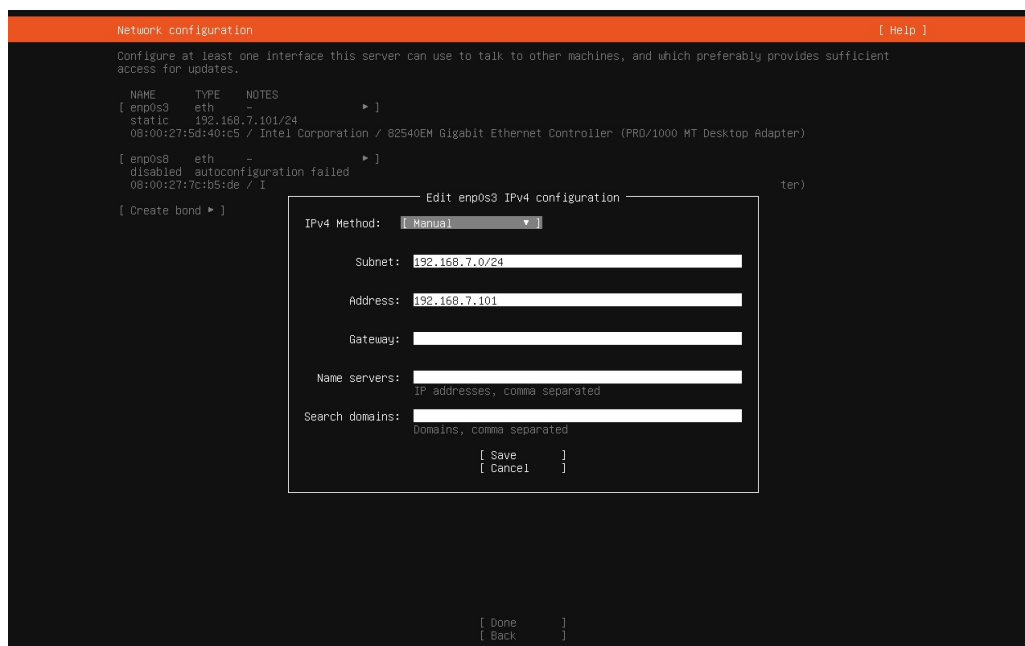 Network configuration [ Help ]
Configure at least one interface this server can use to talk to other machines, and which preferably provides sufficient
access for updates.
NAME TYPE NOTES
[ enp0s3 eth - ▸ ]
static 192.168.7.101/24
08:00:27:5d:40:c5 / Intel Corporation / 82540EM Gigabit Ethernet Controller (PRO/1000 MT Desktop Adapter)
[ enp0s8 eth - ▸ ]
disabled autoconfiguration failed
08:00:27:7c:b5:de / I ter)
[ Create bond ▸ ]
Edit enp0s3 IPv4 configuration
IPv4 Method: [ Manual ▾ ]
Subnet: 192.168.7.0/24
Address: 192.168.7.101
Gateway:
Name servers:
IP addresses, comma separated
Search domains:
Domains, comma separated
[ Save ]
[ Cancel ]
[ Done ]
[ Back ]